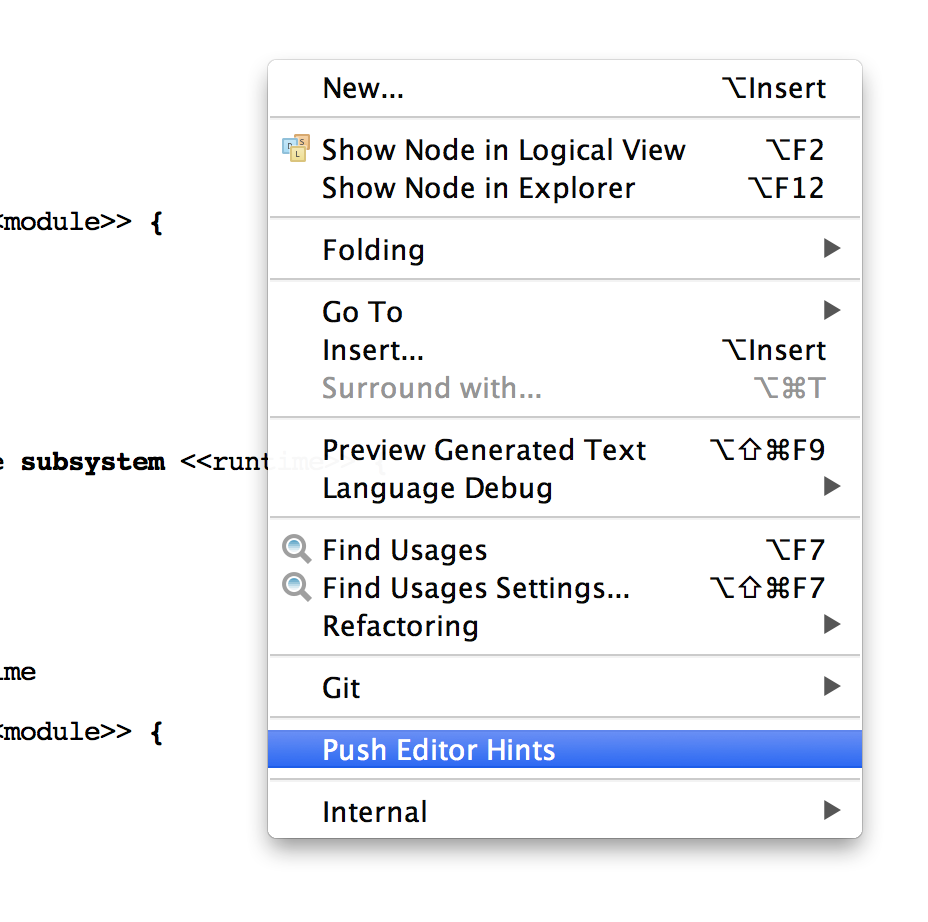 New... ⌥Insert
Show Node in Logical View ⌥F2
Show Node in Explorer ⌥F12
<module>> {
Folding
Go To
Insert... ⌥Insert
Surround with... ⌥⌘T
Preview Generated Text ⌥⇧⌘F9
e subsystem <<runtime>> {
Language Debug
Find Usages ⌥F7
Find Usages Settings... ⌥⇧⌘F7
Refactoring
ime
Git
<module>> {
Push Editor Hints
Internal